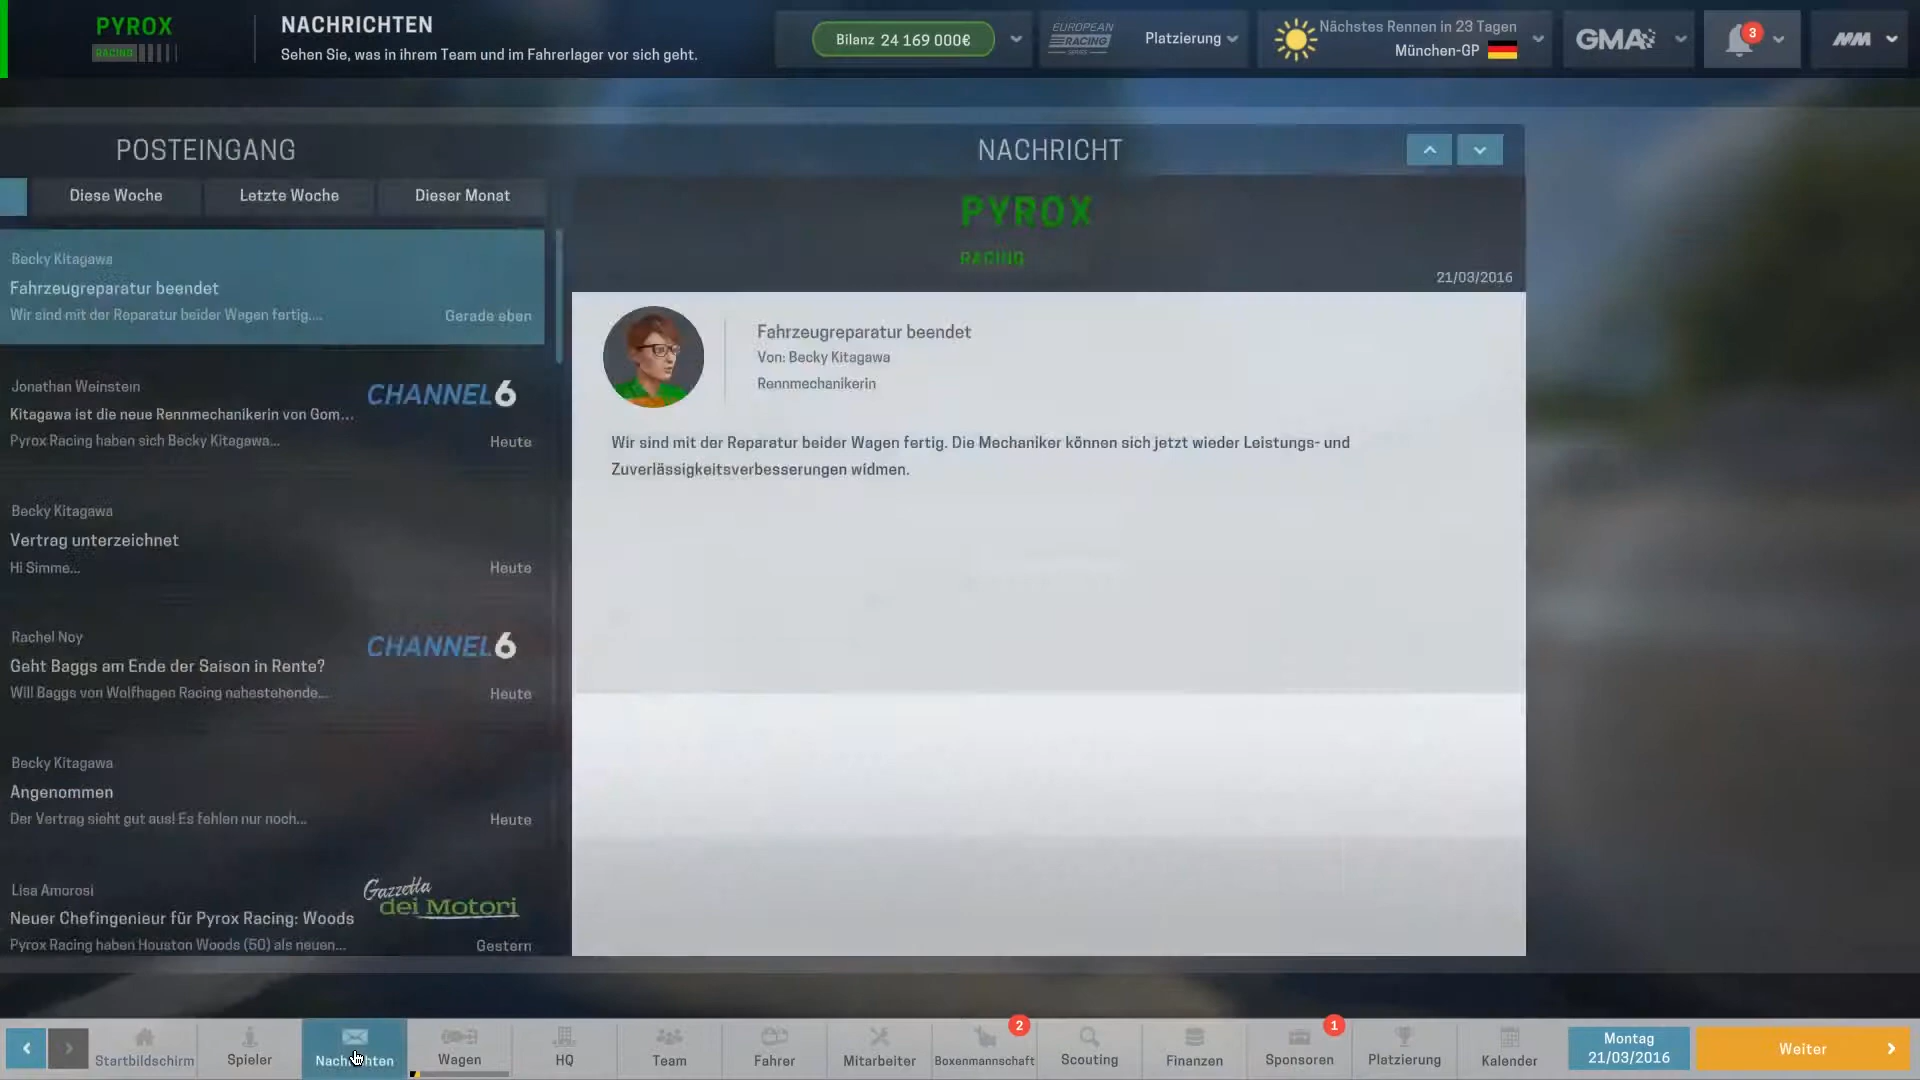 PYROX
RACING
NACHRICHTEN
Sehen Sie, was in ihrem Team und im Fahrerlager vor sich geht.
Bilanz 24 169 000€
EUROPEAN
RACING
SERIES
Platzierung
Nächstes Rennen in 23 Tagen
München-GP
GMA
3
POSTEINGANG
NACHRICHT
Diese Woche
Letzte Woche
Dieser Monat
PYROX
RACING
21/03/2016
Becky Kitagawa
Fahrzeugreparatur beendet
Wir sind mit der Reparatur beider Wagen fertig....
Gerade eben
Fahrzeugreparatur beendet
Von: Becky Kitagawa
Rennmechanikerin
Wir sind mit der Reparatur beider Wagen fertig. Die Mechaniker können sich jetzt wieder Leistungs- und
Zuverlässigkeitsverbesserungen widmen.
Jonathan Weinstein
CHANNEL6
Kitagawa ist die neue Rennmechanikerin von Gom...
Pyrox Racing haben sich Becky Kitagawa...
Heute
Becky Kitagawa
Vertrag unterzeichnet
Hi Simme...
Heute
Rachel Noy
CHANNEL6
Geht Baggs am Ende der Saison in Rente?
Will Baggs von Wolfhagen Racing nahestehende...
Heute
Becky Kitagawa
Angenommen
Der Vertrag sieht gut aus! Es fehlen nur noch...
Heute
Lisa Amorosi
Gazzetta
dei Motori
Neuer Chefingenieur für Pyrox Racing: Woods
Pyrox Racing haben Houston Woods (50) als neuen...
Gestern
Startbildschirm
Spieler
Nachrichten
Wagen
HQ
Team
Fahrer
Mitarbeiter
2
Boxenmannschaft
Scouting
Finanzen
1
Sponsoren
Platzierung
Kalender
Montag
21/03/2016
Weiter